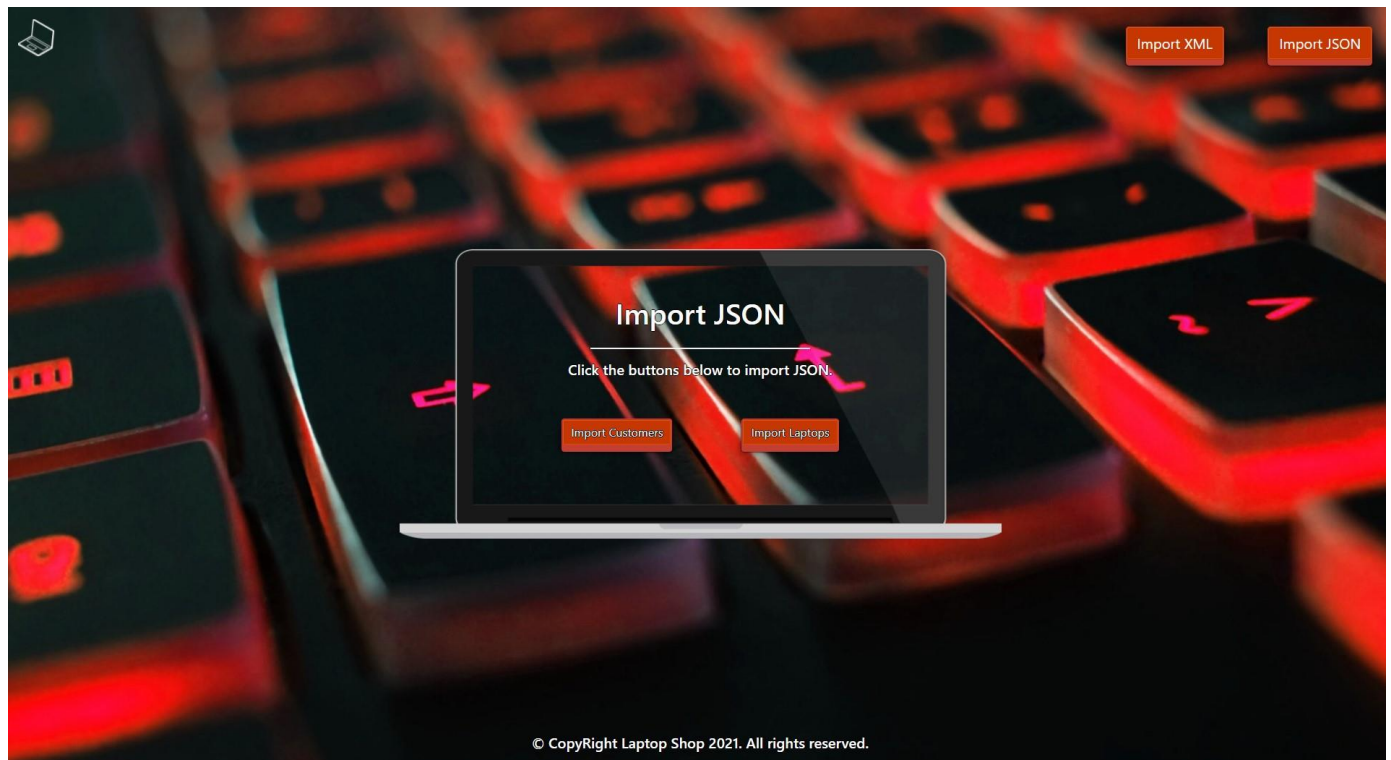 Import XML
Import JSON
Import JSON
Click the buttons below to import JSON.
Import Customers
Import Laptops
© CopyRight Laptop Shop 2021. All rights reserved.